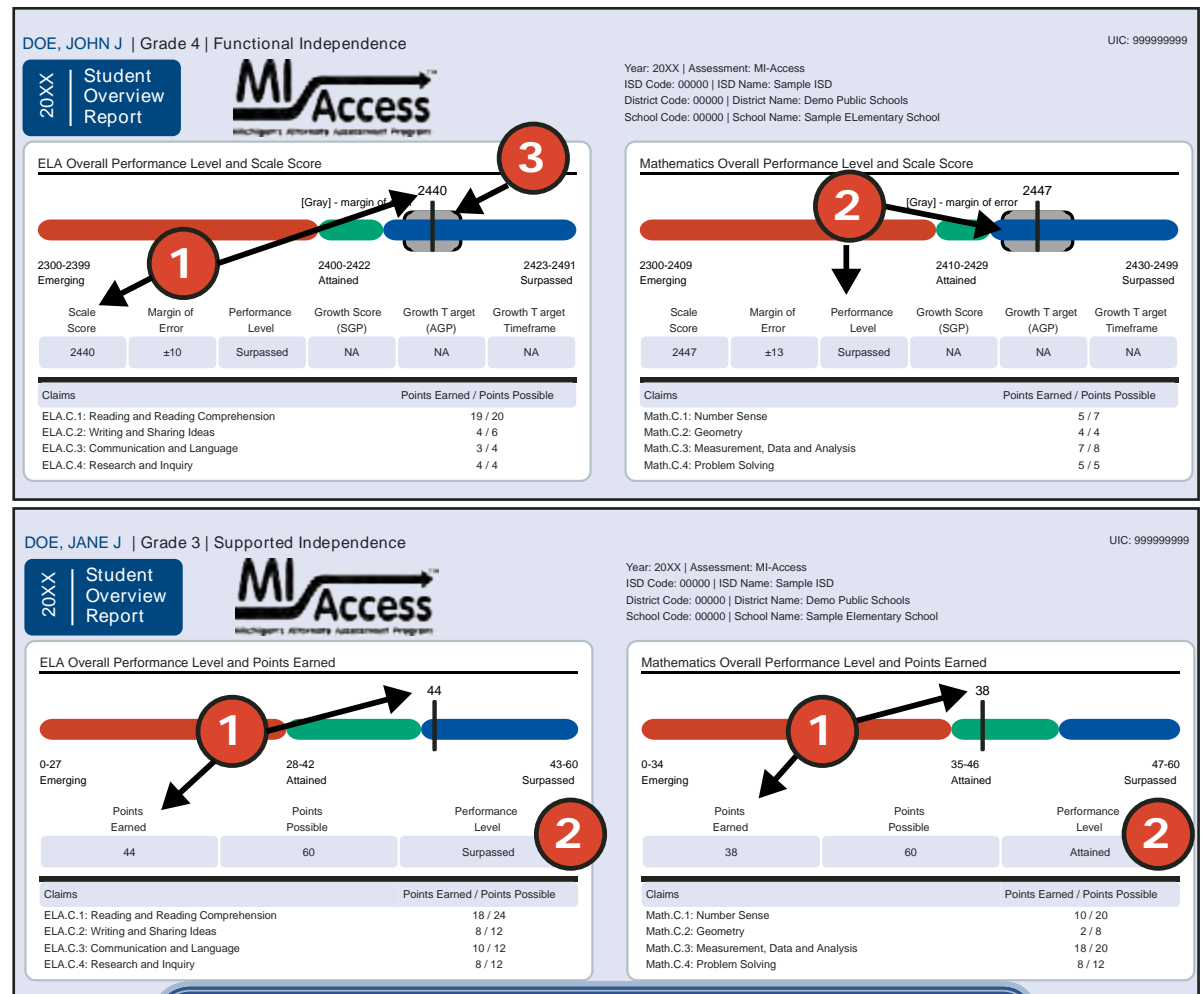 DOE, JOHN J | Grade 4 | Functional Independence
UIC: 999999999
20XX
Student
Overview
Report
MI
Access
™
Michigan's Alternate Assessment Program
Year: 20XX | Assessment: MI-Access
ISD Code: 00000 | ISD Name: Sample ISD
District Code: 00000 | District Name: Demo Public Schools
School Code: 00000 | School Name: Sample ELementary School
ELA Overall Performance Level and Scale Score
3
2440
[Gray] - margin of
1
2300-2399 2400-2422 2423-2491
Emerging Attained Surpassed
Scale Margin of Performance Growth Score Growth T arget Growth T arget
Score Error Level (SGP) (AGP) Timeframe
2440 ±10 Surpassed NA NA NA
Claims Points Earned / Points Possible
ELA.C.1: Reading and Reading Comprehension 19 / 20
ELA.C.2: Writing and Sharing Ideas 4 / 6
ELA.C.3: Communication and Language 3 / 4
ELA.C.4: Research and Inquiry 4 / 4
Mathematics Overall Performance Level and Scale Score
2447
2
[Gray] - margin of error
2300-2409 2410-2429 2430-2499
Emerging Attained Surpassed
Scale Margin of Performance Growth Score Growth T arget Growth T arget
Score Error Level (SGP) (AGP) Timeframe
2447 ±13 Surpassed NA NA NA
Claims Points Earned / Points Possible
Math.C.1: Number Sense 5 / 7
Math.C.2: Geometry 4 / 4
Math.C.3: Measurement, Data and Analysis 7 / 8
Math.C.4: Problem Solving 5 / 5
DOE, JANE J | Grade 3 | Supported Independence
UIC: 999999999
20XX
Student
Overview
Report
MI
Access
™
Michigan's Alternate Assessment Program
Year: 20XX | Assessment: MI-Access
ISD Code: 00000 | ISD Name: Sample ISD
District Code: 00000 | District Name: Demo Public Schools
School Code: 00000 | School Name: Sample Elementary School
ELA Overall Performance Level and Points Earned
44
1
0-27 28-42 43-60
Emerging Attained Surpassed
Points Points Performance
Earned Possible Level
2
44 60 Surpassed
Claims Points Earned / Points Possible
ELA.C.1: Reading and Reading Comprehension 18 / 24
ELA.C.2: Writing and Sharing Ideas 8 / 12
ELA.C.3: Communication and Language 10 / 12
ELA.C.4: Research and Inquiry 8 / 12
Mathematics Overall Performance Level and Points Earned
38
1
0-34 35-46 47-60
Emerging Attained Surpassed
Points Points Performance
Earned Possible Level
2
38 60 Attained
Claims Points Earned / Points Possible
Math.C.1: Number Sense 10 / 20
Math.C.2: Geometry 2 / 8
Math.C.3: Measurement, Data and Analysis 18 / 20
Math.C.4: Problem Solving 8 / 12